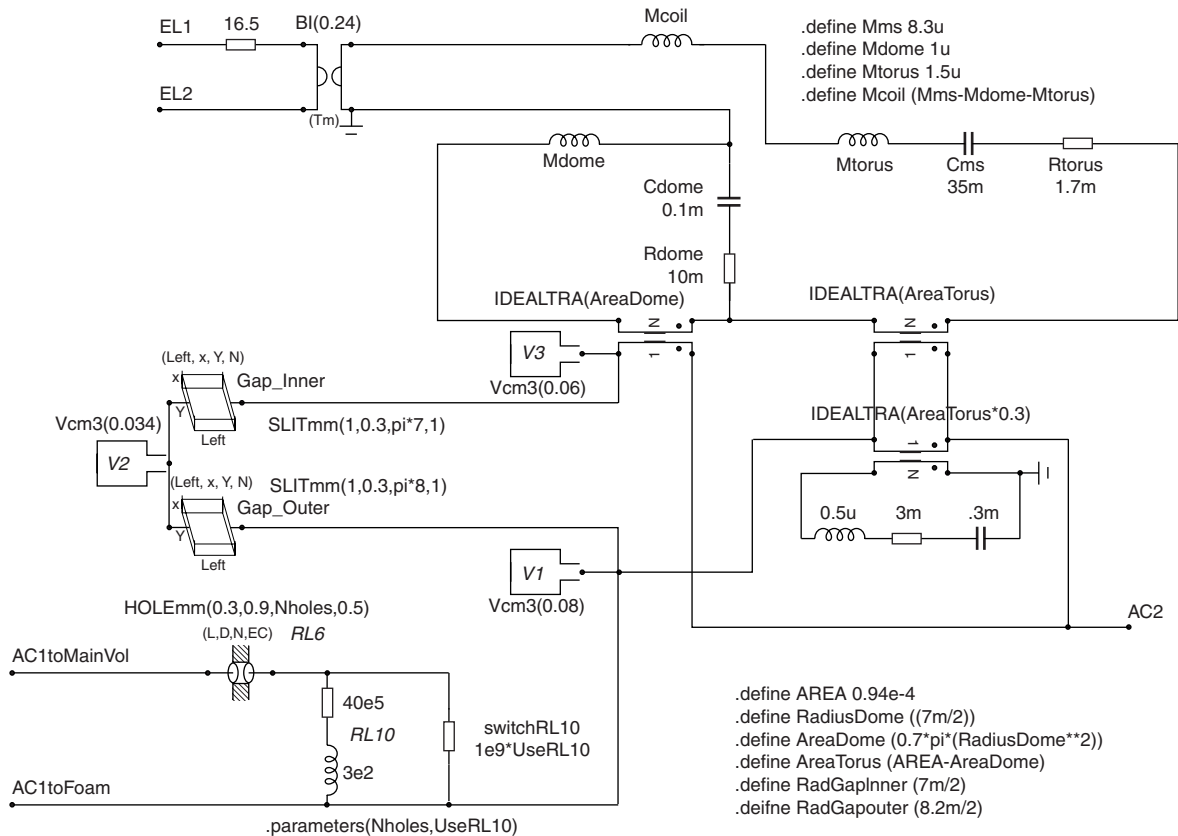 EL1
16.5
BI(0.24)
Mcoil
.define Mms 8.3u
.define Mdome 1u
.define Mtorus 1.5u
.define Mcoil (Mms-Mdome-Mtorus)
EL2
(Tm)
Mdome
Mtorus
Cms
35m
Rtorus
1.7m
Cdome
0.1m
Rdome
10m
IDEALTRA(AreaDome)
N
1
IDEALTRA(AreaTorus)
N
1
V3
Vcm3(0.06)
(Left, x, Y, N)
x
Y
Left
Gap_Inner
SLITmm(1,0.3,pi*7,1)
Vcm3(0.034)
V2
IDEALTRA(AreaTorus*0.3)
1
N
(Left, x, Y, N)
x
Y
Left
SLITmm(1,0.3,pi*8,1)
Gap_Outer
0.5u
3m
.3m
V1
Vcm3(0.08)
HOLEmm(0.3,0.9,Nholes,0.5)
(L,D,N,EC)
RL6
AC2
AC1toMainVol
40e5
RL10
3e2
switchRL10
1e9*UseRL10
AC1toFoam
.parameters(Nholes,UseRL10)
.define AREA 0.94e-4
.define RadiusDome ((7m/2))
.define AreaDome (0.7*pi*(RadiusDome**2))
.define AreaTorus (AREA-AreaDome)
.define RadGapInner (7m/2)
.deifne RadGapouter (8.2m/2)